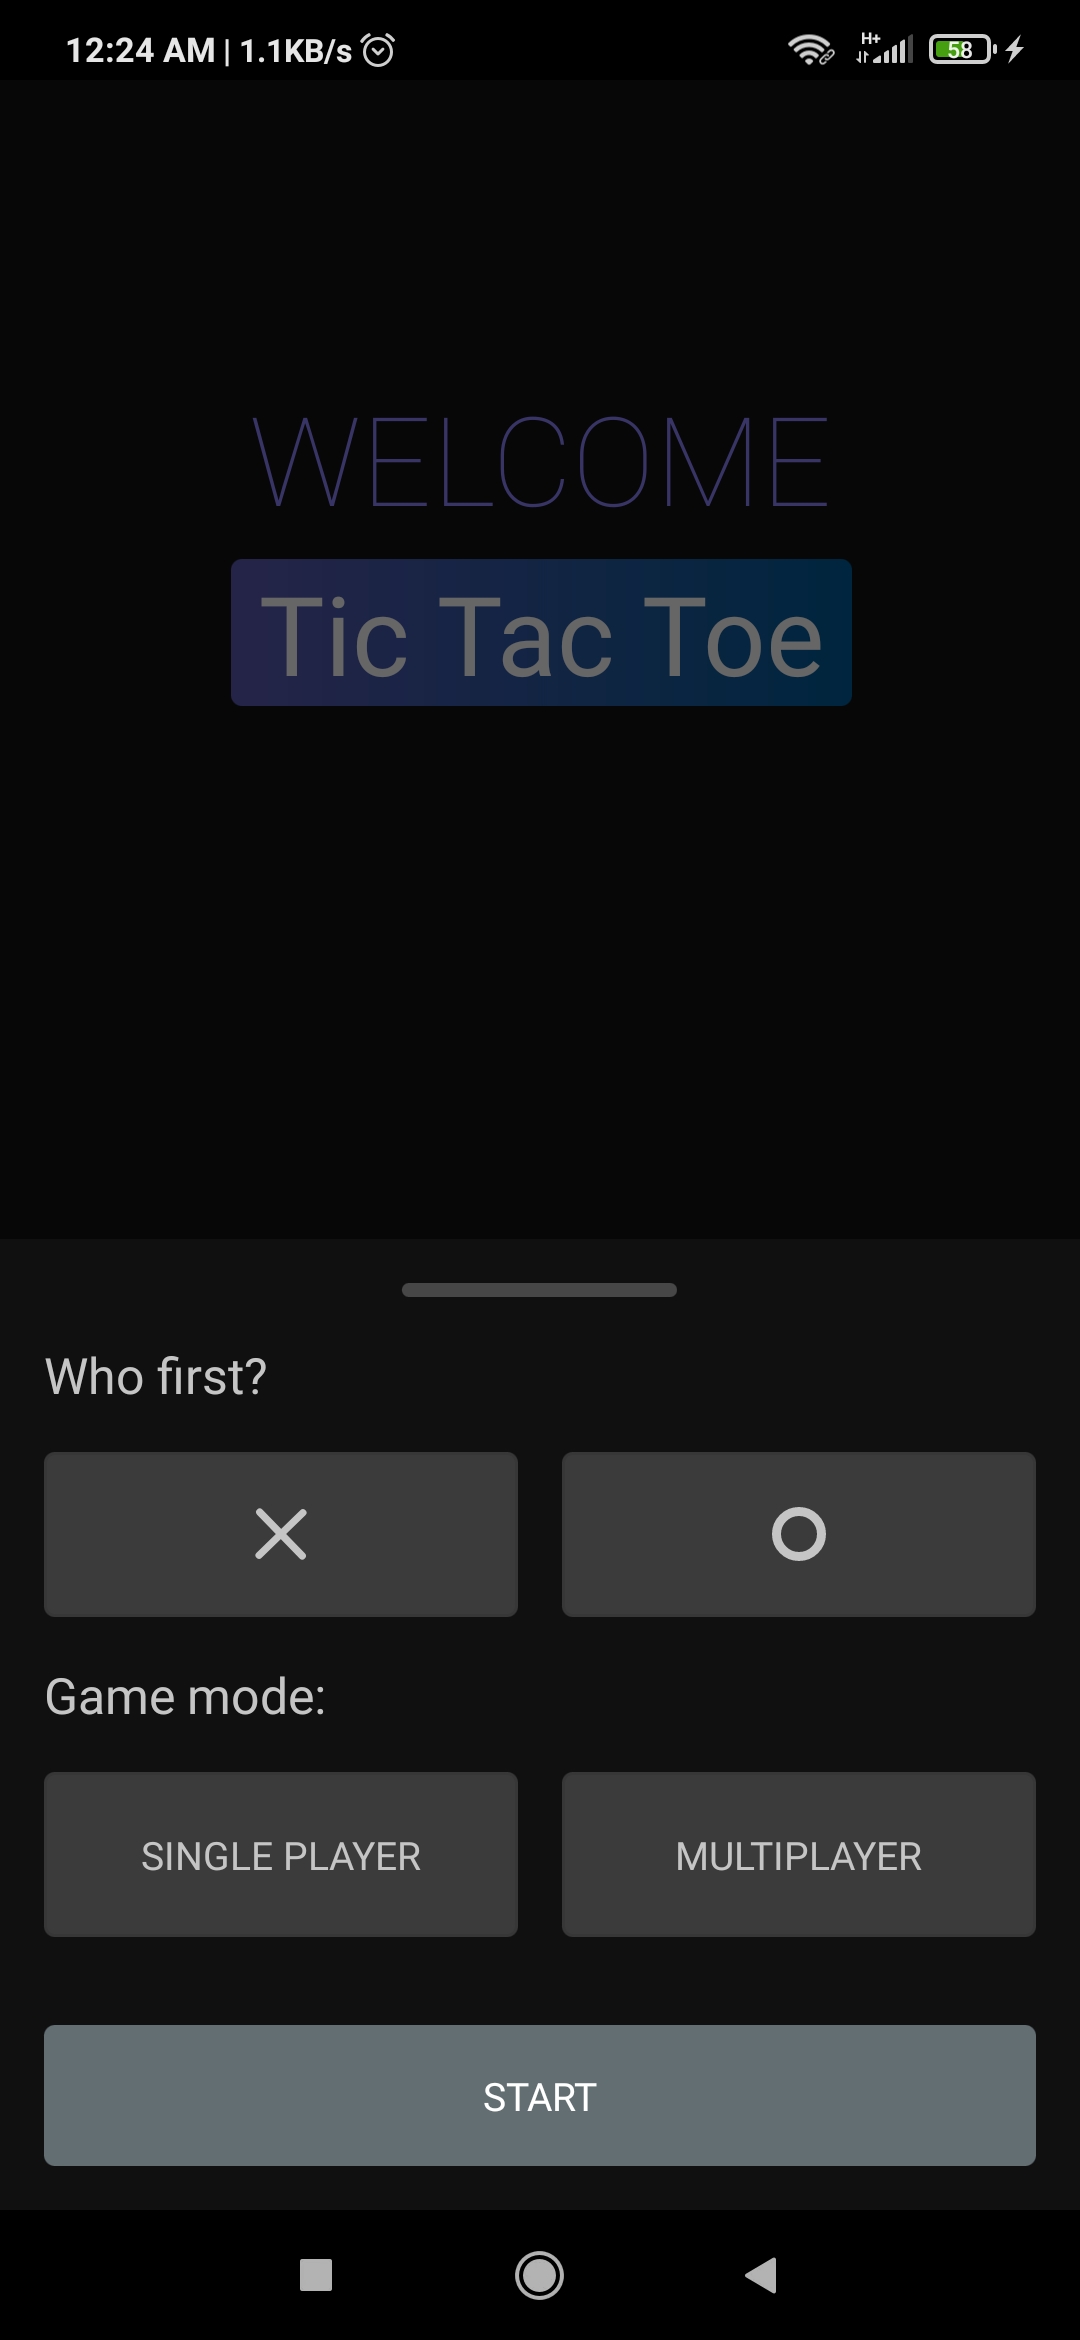 12:24 AM | 1.1KB/s
H+
58
WELCOME
Tic Tac Toe
Who first?
Game mode:
SINGLE PLAYER
MULTIPLAYER
START